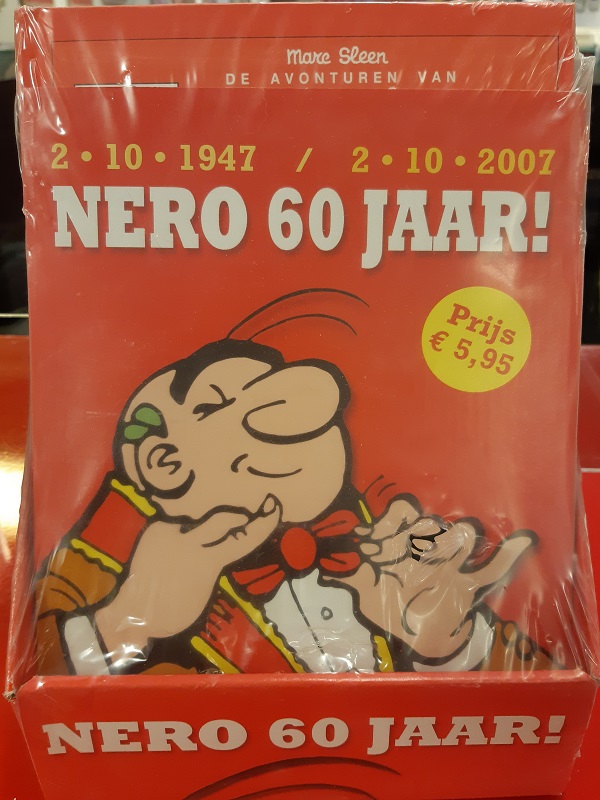 Marc Sleen
DE AVONTUREN VAN
2•10•1947 / 2•10•2007
NERO 60 JAAR!
Prijs
€ 5,95
NERO 60 JAAR!